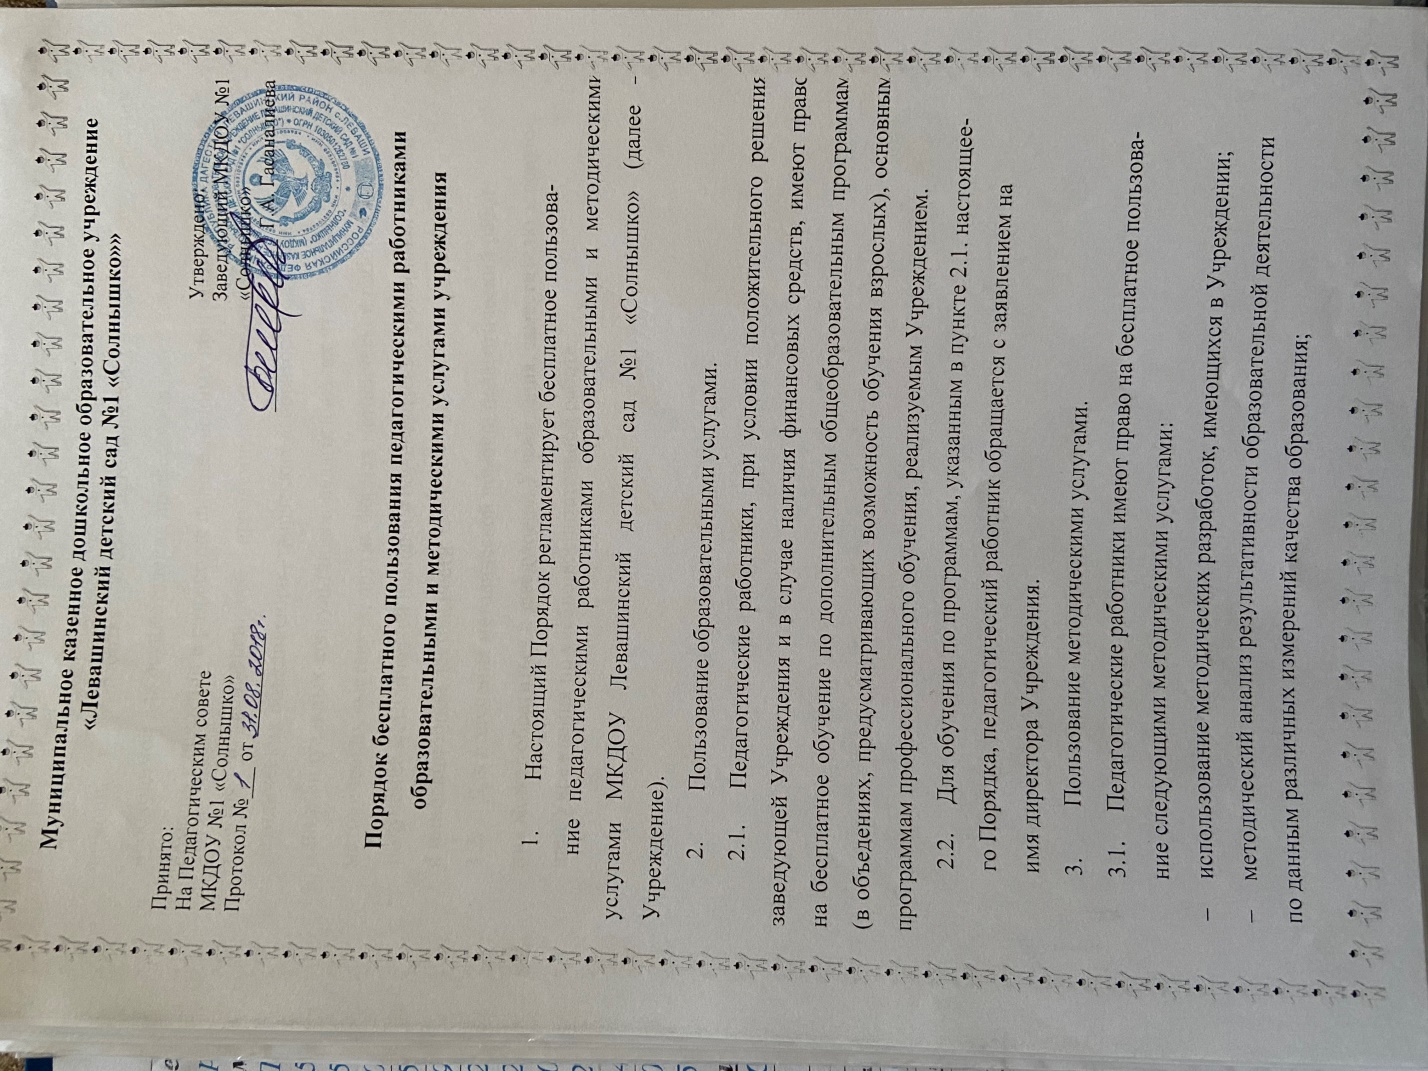 Муниципальное казенное дошкольное образовательное учреждение
«Левашинский детский сад №1 «Солнышко»»
Принято:
На Педагогическом совете
МКДОУ №1 «Солнышко»
Протокол № 1 от 31.08.2018г.
Утверждено:
Заведующий МКДОУ №1
«Солнышко»
П.А. Гасаналиева
Порядок бесплатного пользования педагогическими работниками
образовательными и методическими услугами учреждения
1. Настоящий Порядок регламентирует бесплатное пользова-
ние педагогическими работниками образовательными и методическими
услугами МКДОУ Левашинский детский сад №1 «Солнышко» (далее –
Учреждение).
2. Пользование образовательными услугами.
2.1. Педагогические работники, при условии положительного решения
заведующей Учреждения и в случае наличия финансовых средств, имеют право
на бесплатное обучение по дополнительным общеобразовательным программам
(в объедениях, предусматривающих возможность обучения взрослых), основным
программам профессионального обучения, реализуемым Учреждением.
2.2. Для обучения по программам, указанным в пункте 2.1. настояще-
го Порядка, педагогический работник обращается с заявлением на
имя директора Учреждения.
3. Пользование методическими услугами.
3.1. Педагогические работники имеют право на бесплатное пользова-
ние следующими методическими услугами:
– использование методических разработок, имеющихся в Учреждении;
– методический анализ результативности образовательной деятельности
по данным различных измерений качества образования;